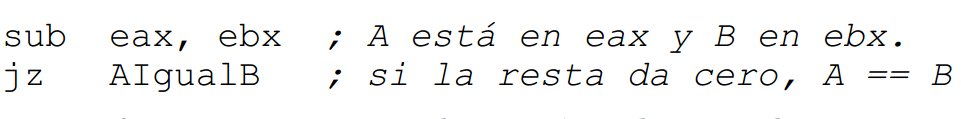 sub eax, ebx ; A está en eax y B en ebx.
jz AIgualB ; si la resta da cero, A == B